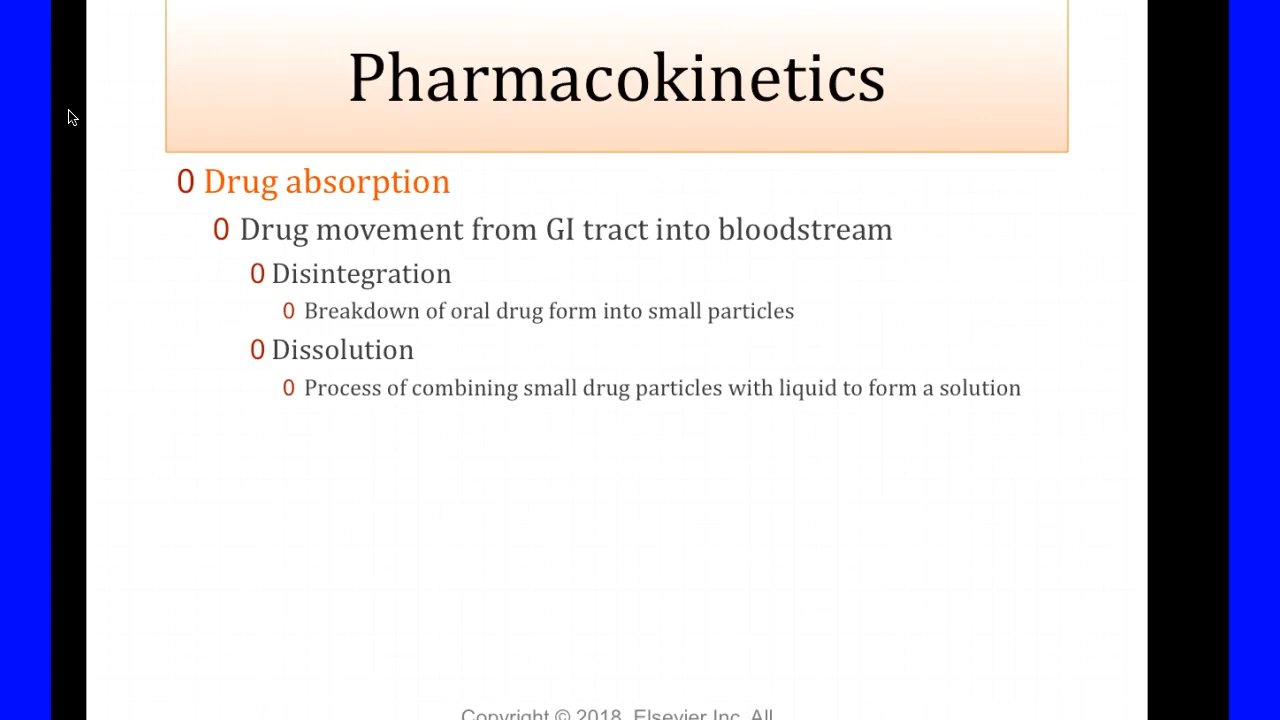 Pharmacokinetics
0 Drug absorption
0 Drug movement from GI tract into bloodstream
0 Disintegration
0 Breakdown of oral drug form into small particles
0 Dissolution
0 Process of combining small drug particles with liquid to form a solution
Copyright © 2018, Elsevier Inc. All